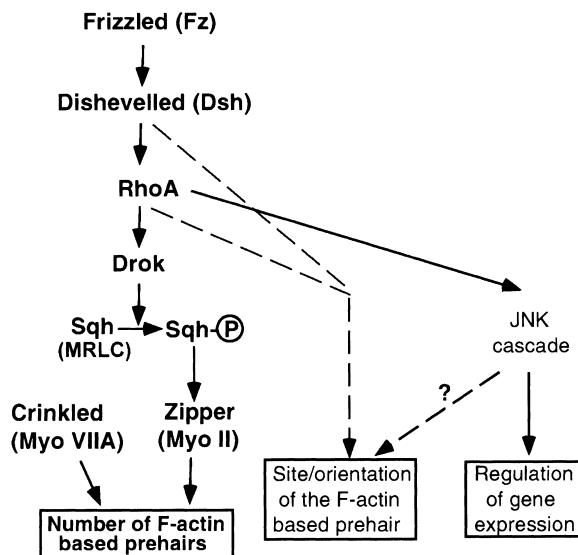 Frizzled (Fz)
Dishevelled (Dsh)
RhoA
Drok
Sqh
(MRLC)
Sqh-P
JNK
cascade
?
Crinkled
(Myo VIIA)
Zipper
(Myo II)
Number of F-actin
based prehairs
Site/orientation
of the F-actin
based prehair
Regulation
of gene
expression